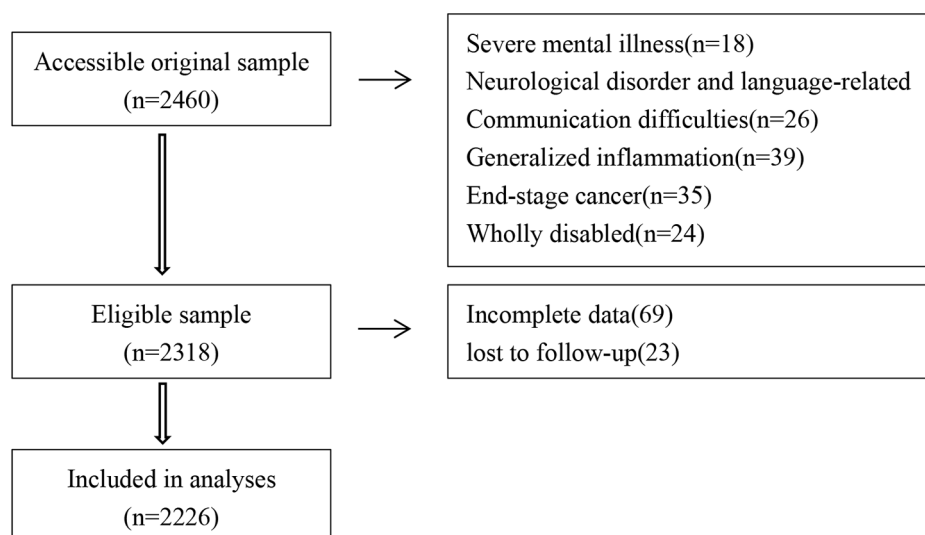 Accessible original sample
(n=2460)
Severe mental illness(n=18)
Neurological disorder and language-related
Communication difficulties(n=26)
Generalized inflammation(n=39)
End-stage cancer(n=35)
Wholly disabled(n=24)
Eligible sample
(n=2318)
Incomplete data(69)
lost to follow-up(23)
Included in analyses
(n=2226)